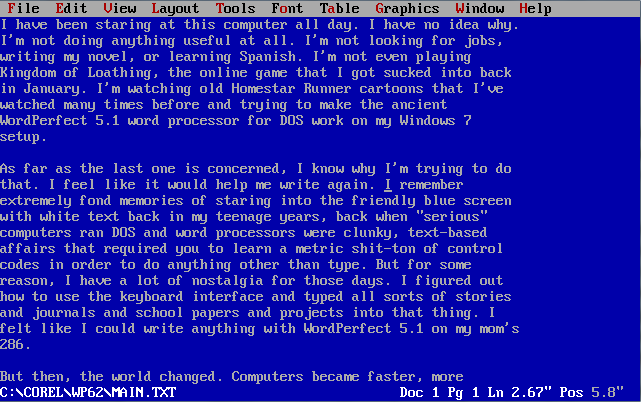 File Edit View Layout Tools Font Table Graphics Window Help
I have been staring at this computer all day. I have no idea why.
I'm not doing anything useful at all. I'm not looking for jobs,
writing my novel, or learning Spanish. I'm not even playing
Kingdom of Loathing, the online game that I got sucked into back
in January. I'm watching old Homestar Runner cartoons that I've
watched many times before and trying to make the ancient
WordPerfect 5.1 word processor for DOS work on my Windows 7
setup.
As far as the last one is concerned, I know why I'm trying to do
that. I feel like it would help me write again. I remember
extremely fond memories of staring into the friendly blue screen
with white text back in my teenage years, back when "serious"
computers ran DOS and word processors were clunky, text-based
affairs that required you to learn a metric shit-ton of control
codes in order to do anything other than type. But for some
reason, I have a lot of nostalgia for those days. I figured out
how to use the keyboard interface and typed all sorts of stories
and journals and school papers and projects into that thing. I
felt like I could write anything with WordPerfect 5.1 on my mom's
286.
But then, the world changed. Computers became faster, more
C:\COREL\WP62\MAIN.TXT Doc 1 Pg 1 Ln 2.67" Pos 5.8"